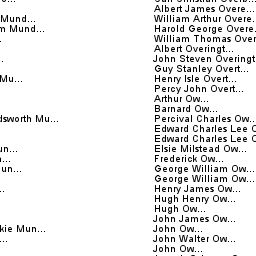 Albert James Overe...
Mund...
William Arthur Overe...
m Mund...
Harold George Overe...
William Thomas Over
Albert Overingt...
John Steven Overingt
Guy Stanley Overt...
Mu...
Henry Isle Overt...
Percy John Overt...
Arthur Ow...
Barnard Ow...
dsworth Mu...
Percival Charles Ow...
Edward Charles Lee O
Edward Charles Lee O
un...
Elsie Milstead Ow...
Frederick Ow...
un...
George William Ow...
George William Ow...
Henry James Ow...
Hugh Henry Ow...
Hugh Ow...
John James Ow...
kie Mun...
John Ow...
John Walter Ow...
John Ow...